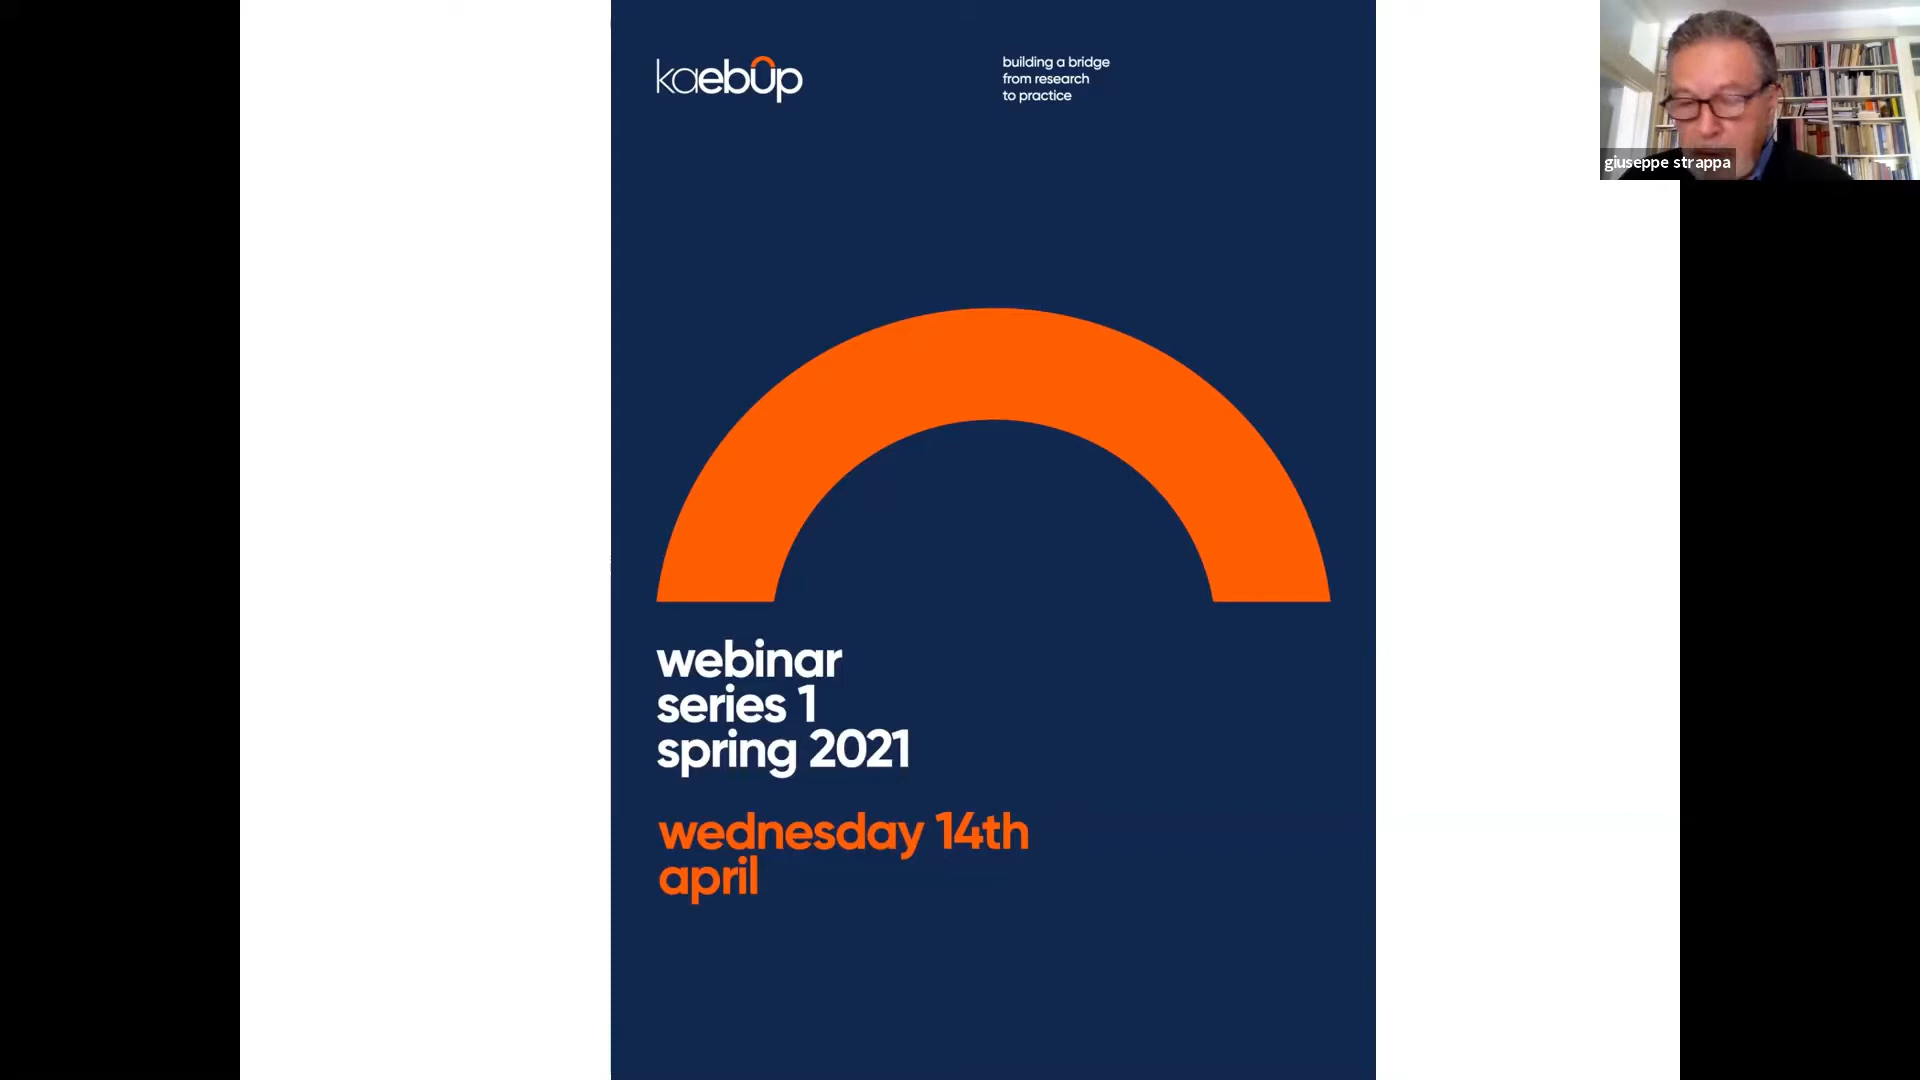 kaebup
building a bridge
from research
to practice
giuseppe strappa
webinar
series 1
spring 2021
wednesday 14th
april